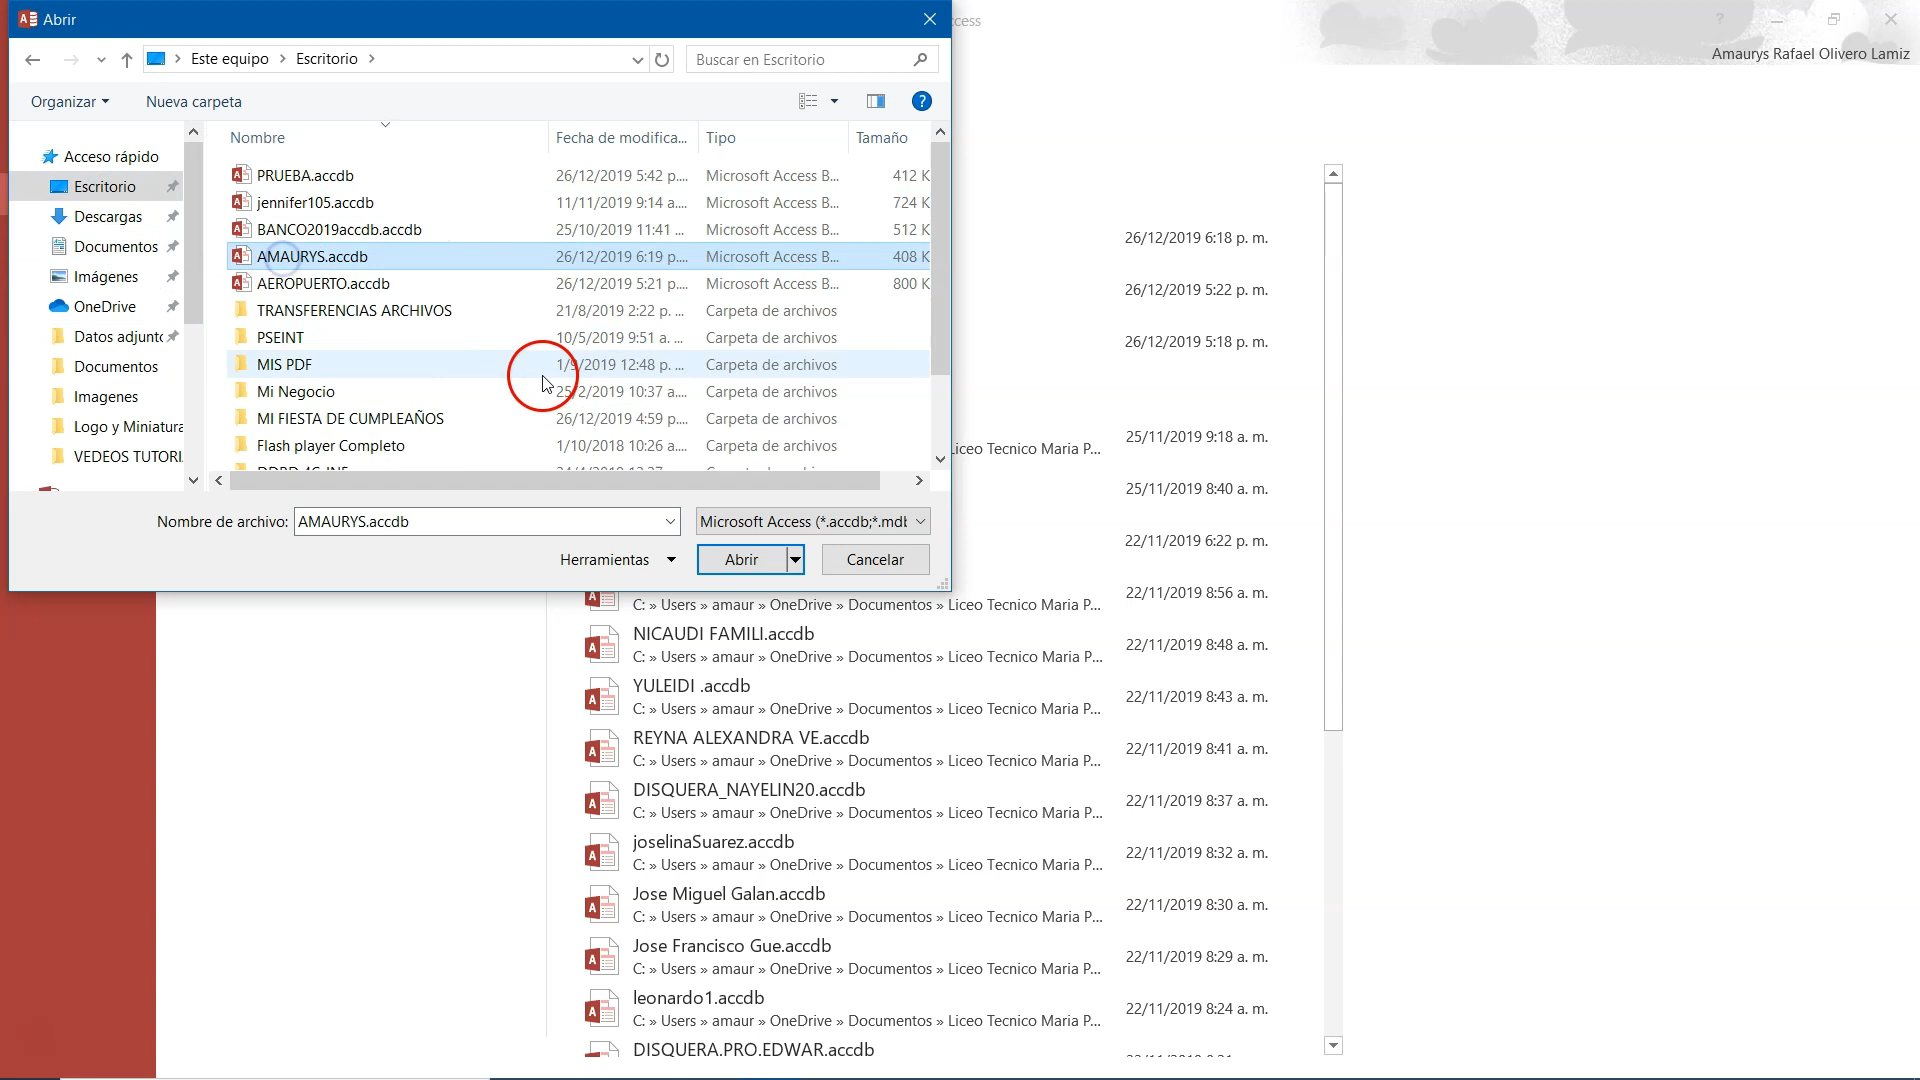 Abrir
ccess
Amaurys Rafael Olivero Lamiz
Este equipo
Escritorio
Buscar en Escritorio
Organizar
Nueva carpeta
Nombre
Fecha de modifica...
Tipo
Tamaño
Acceso rápido
Escritorio
Descargas
Documentos
Imágenes
OneDrive
Datos adjuntc
Documentos
Imagenes
Logo y Miniatura
VEDEOS TUTORI
PRUEBA.accdb 26/12/2019 5:42 p.... Microsoft Access B... 412 K
jennifer105.accdb 11/11/2019 9:14 a.... Microsoft Access B... 724 K
BANCO2019accdb.accdb 25/10/2019 11:41 ... Microsoft Access B... 512 K
AMAURYS.accdb 26/12/2019 6:19 p.... Microsoft Access B... 408 K
AEROPUERTO.accdb 26/12/2019 5:21 p.... Microsoft Access B... 800 K
TRANSFERENCIAS ARCHIVOS 21/8/2019 2:22 p. ... Carpeta de archivos
PSEINT 10/5/2019 9:51 a. ... Carpeta de archivos
MIS PDF 1/9/2019 12:48 p. ... Carpeta de archivos
Mi Negocio 25/2/2019 10:37 a.... Carpeta de archivos
MI FIESTA DE CUMPLEAÑOS 26/12/2019 4:59 p.... Carpeta de archivos
Flash player Completo 1/10/2018 10:26 a.... Carpeta de archivos
Nombre de archivo: AMAURYS.accdb
Microsoft Access (*.accdb;*.mdb
Herramientas
Abrir
Cancelar
26/12/2019 6:18 p. m.
26/12/2019 5:22 p. m.
26/12/2019 5:18 p. m.
25/11/2019 9:18 a. m.
iceo Tecnico Maria P...
25/11/2019 8:40 a. m.
22/11/2019 6:22 p. m.
22/11/2019 8:56 a. m.
C: » Users » amaur » OneDrive » Documentos » Liceo Tecnico Maria P...
NICAUDI FAMILI.accdb
C: » Users » amaur » OneDrive » Documentos » Liceo Tecnico Maria P...
22/11/2019 8:48 a. m.
YULEIDI .accdb
C: » Users » amaur » OneDrive » Documentos » Liceo Tecnico Maria P...
22/11/2019 8:43 a. m.
REYNA ALEXANDRA VE.accdb
C: » Users » amaur » OneDrive » Documentos » Liceo Tecnico Maria P...
22/11/2019 8:41 a. m.
DISQUERA_NAYELIN20.accdb
C: » Users » amaur » OneDrive » Documentos » Liceo Tecnico Maria P...
22/11/2019 8:37 a. m.
joselinaSuarez.accdb
C: » Users » amaur » OneDrive » Documentos » Liceo Tecnico Maria P...
22/11/2019 8:32 a. m.
Jose Miguel Galan.accdb
C: » Users » amaur » OneDrive » Documentos » Liceo Tecnico Maria P...
22/11/2019 8:30 a. m.
Jose Francisco Gue.accdb
C: » Users » amaur » OneDrive » Documentos » Liceo Tecnico Maria P...
22/11/2019 8:29 a. m.
leonardo1.accdb
C: » Users » amaur » OneDrive » Documentos » Liceo Tecnico Maria P...
22/11/2019 8:24 a. m.
DISQUERA.PRO.EDWAR.accdb